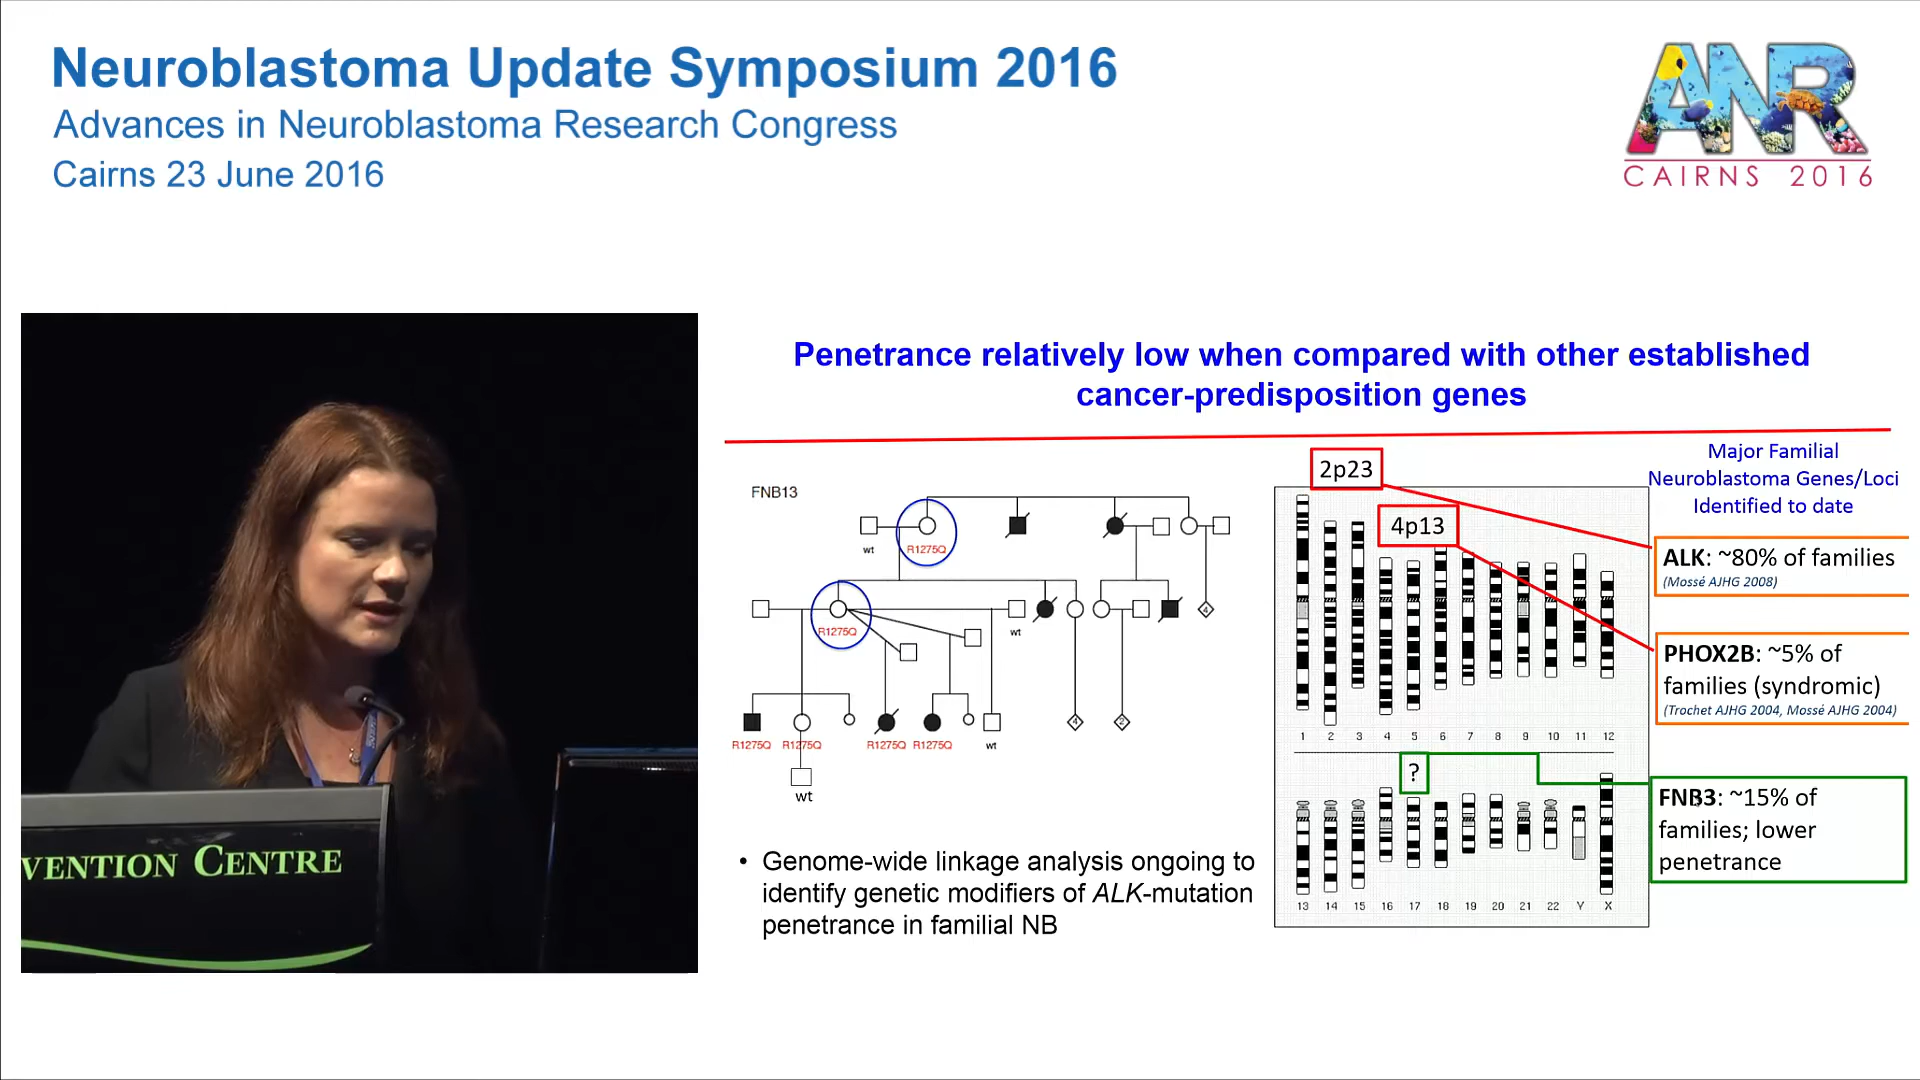 Neuroblastoma Update Symposium 2016
Advances in Neuroblastoma Research Congress
Cairns 23 June 2016
ANR
CAIRNS 2016
VENTION CENTRE
Penetrance relatively low when compared with other established
cancer-predisposition genes
FNB13
wt
R1275Q
R1275Q
wt
4
R1275Q
R1275Q
R1275Q
R1275Q
wt
4
2
wt
• Genome-wide linkage analysis ongoing to
identify genetic modifiers of ALK-mutation
penetrance in familial NB
2p23
4p13
1 2 3 4 5 6 7 8 9 10 11 12
?
13 14 15 16 17 18 19 20 21 22 Y X
Major Familial
Neuroblastoma Genes/Loci
Identified to date
ALK: ~80% of families
(Mossé AJHG 2008)
PHOX2B: ~5% of
families (syndromic)
(Trochet AJHG 2004, Mossé AJHG 2004)
FNB3: ~15% of
families; lower
penetrance